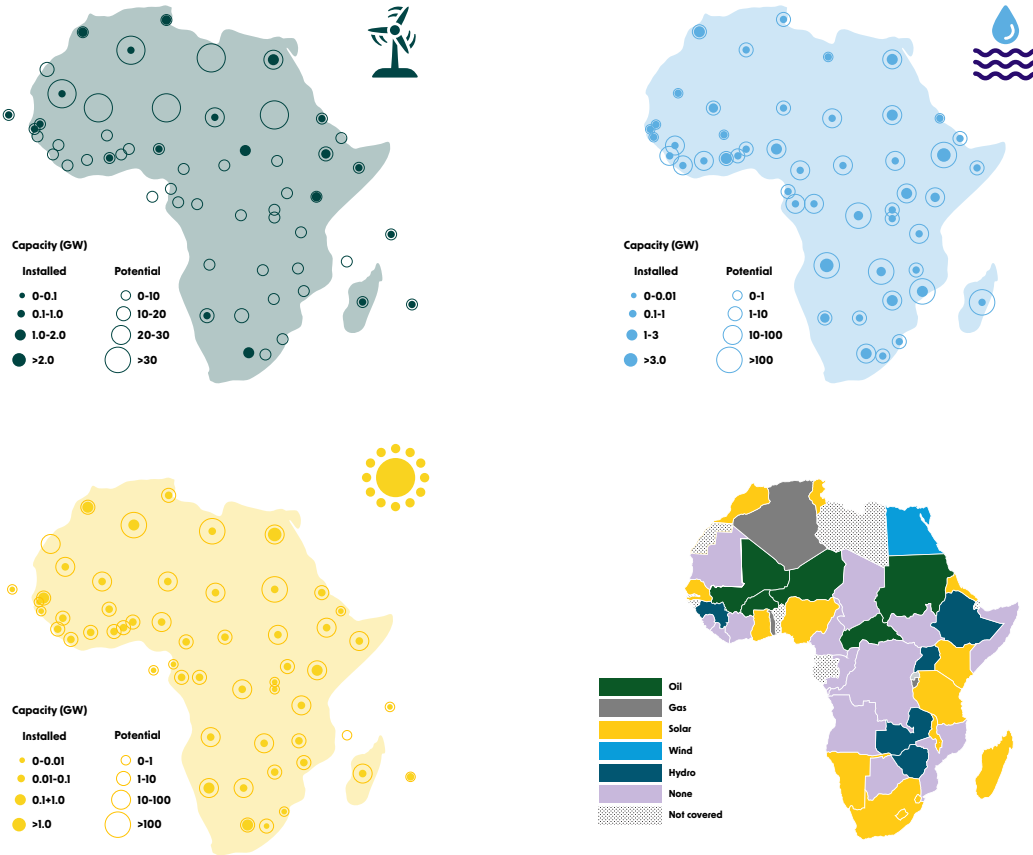 Capacity (GW)
Installed Potential
0-0.1 0-10
0.1-1.0 10-20
1.0-2.0 20-30
>2.0 >30
Capacity (GW)
Installed Potential
0-0.01 0-1
0.1-1 1-10
1-3 10-100
>3.0 >100
Capacity (GW)
Installed Potential
0-0.01 0-1
0.01-0.1 1-10
0.1+1.0 10-100
>1.0 >100
Oil
Gas
Solar
Wind
Hydro
None
Not covered